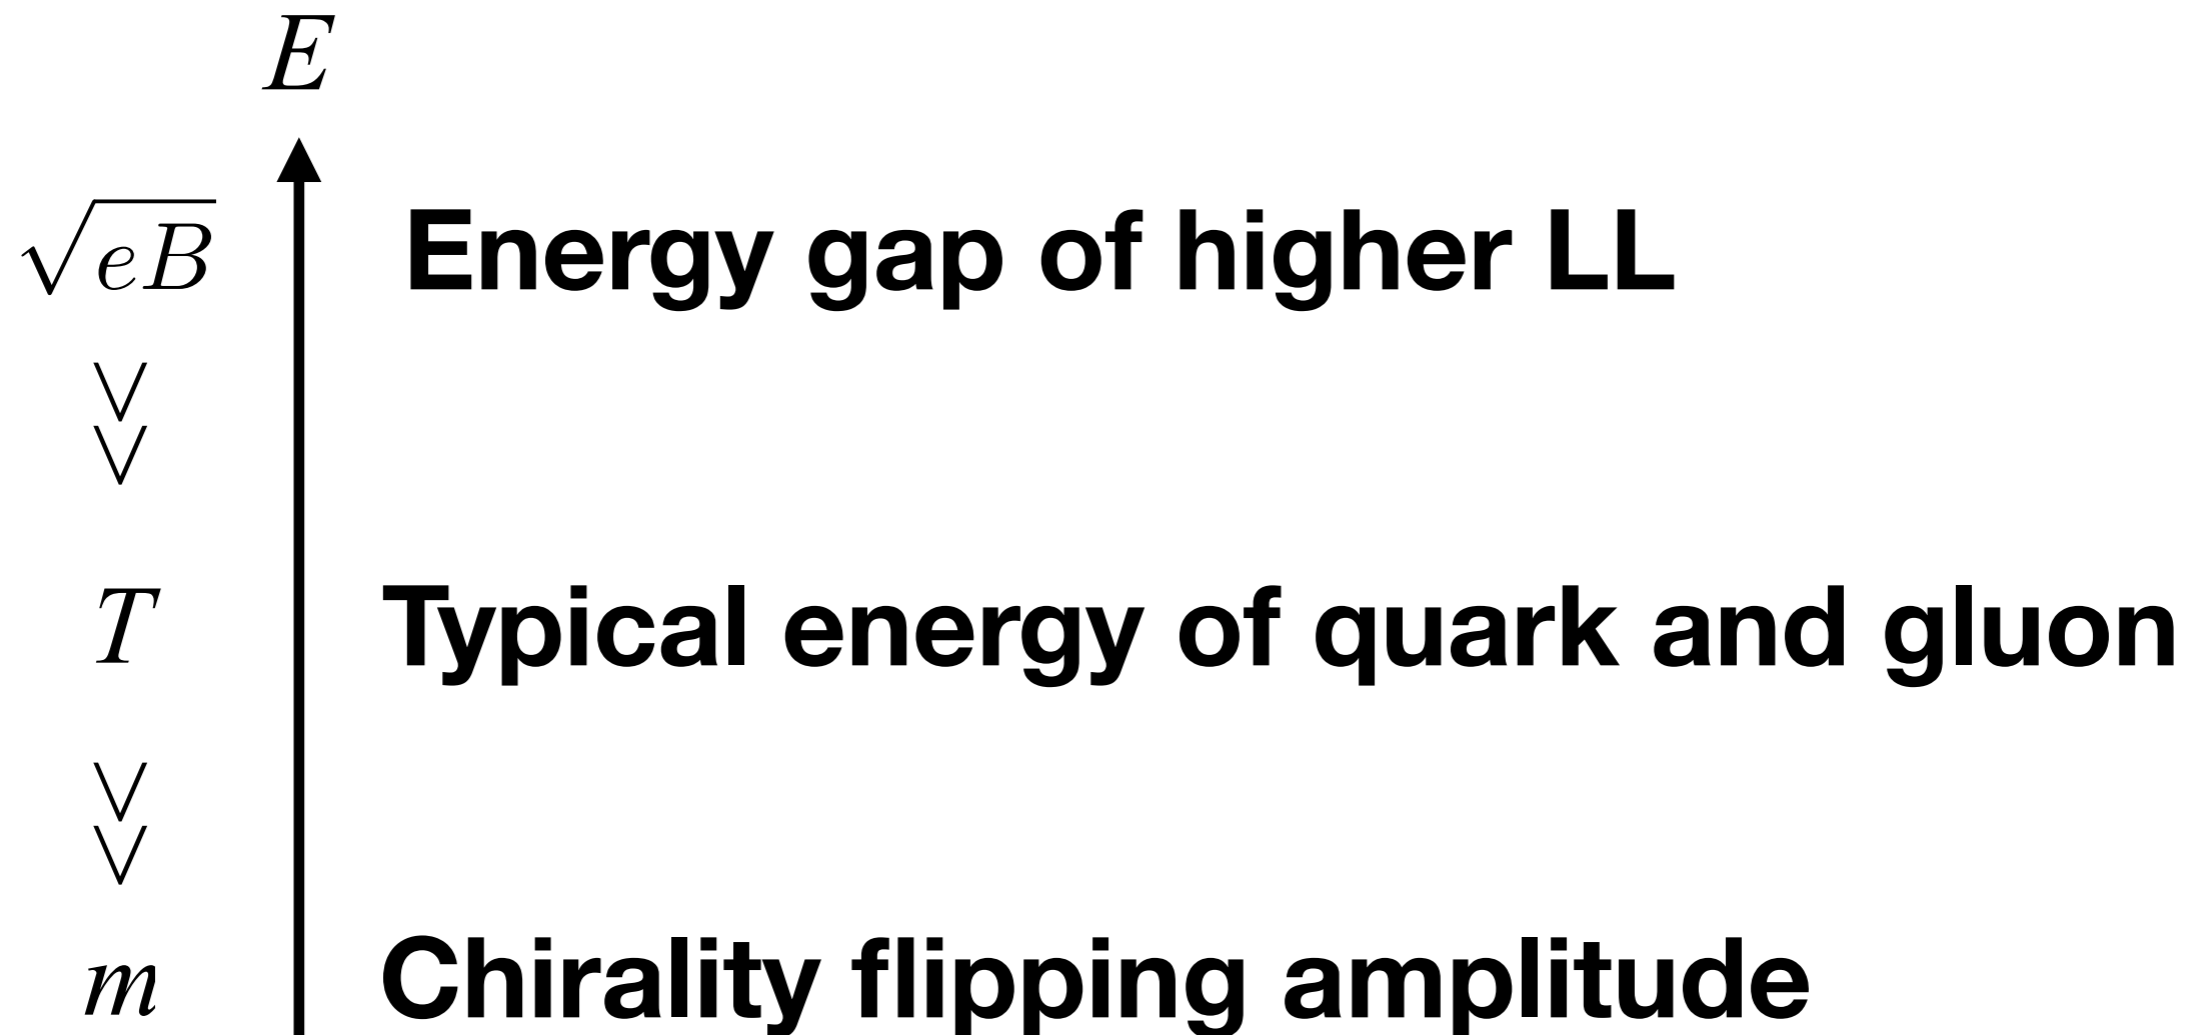 E
√eB Energy gap of higher LL
≫
T Typical energy of quark and gluon
≫
m Chirality flipping amplitude